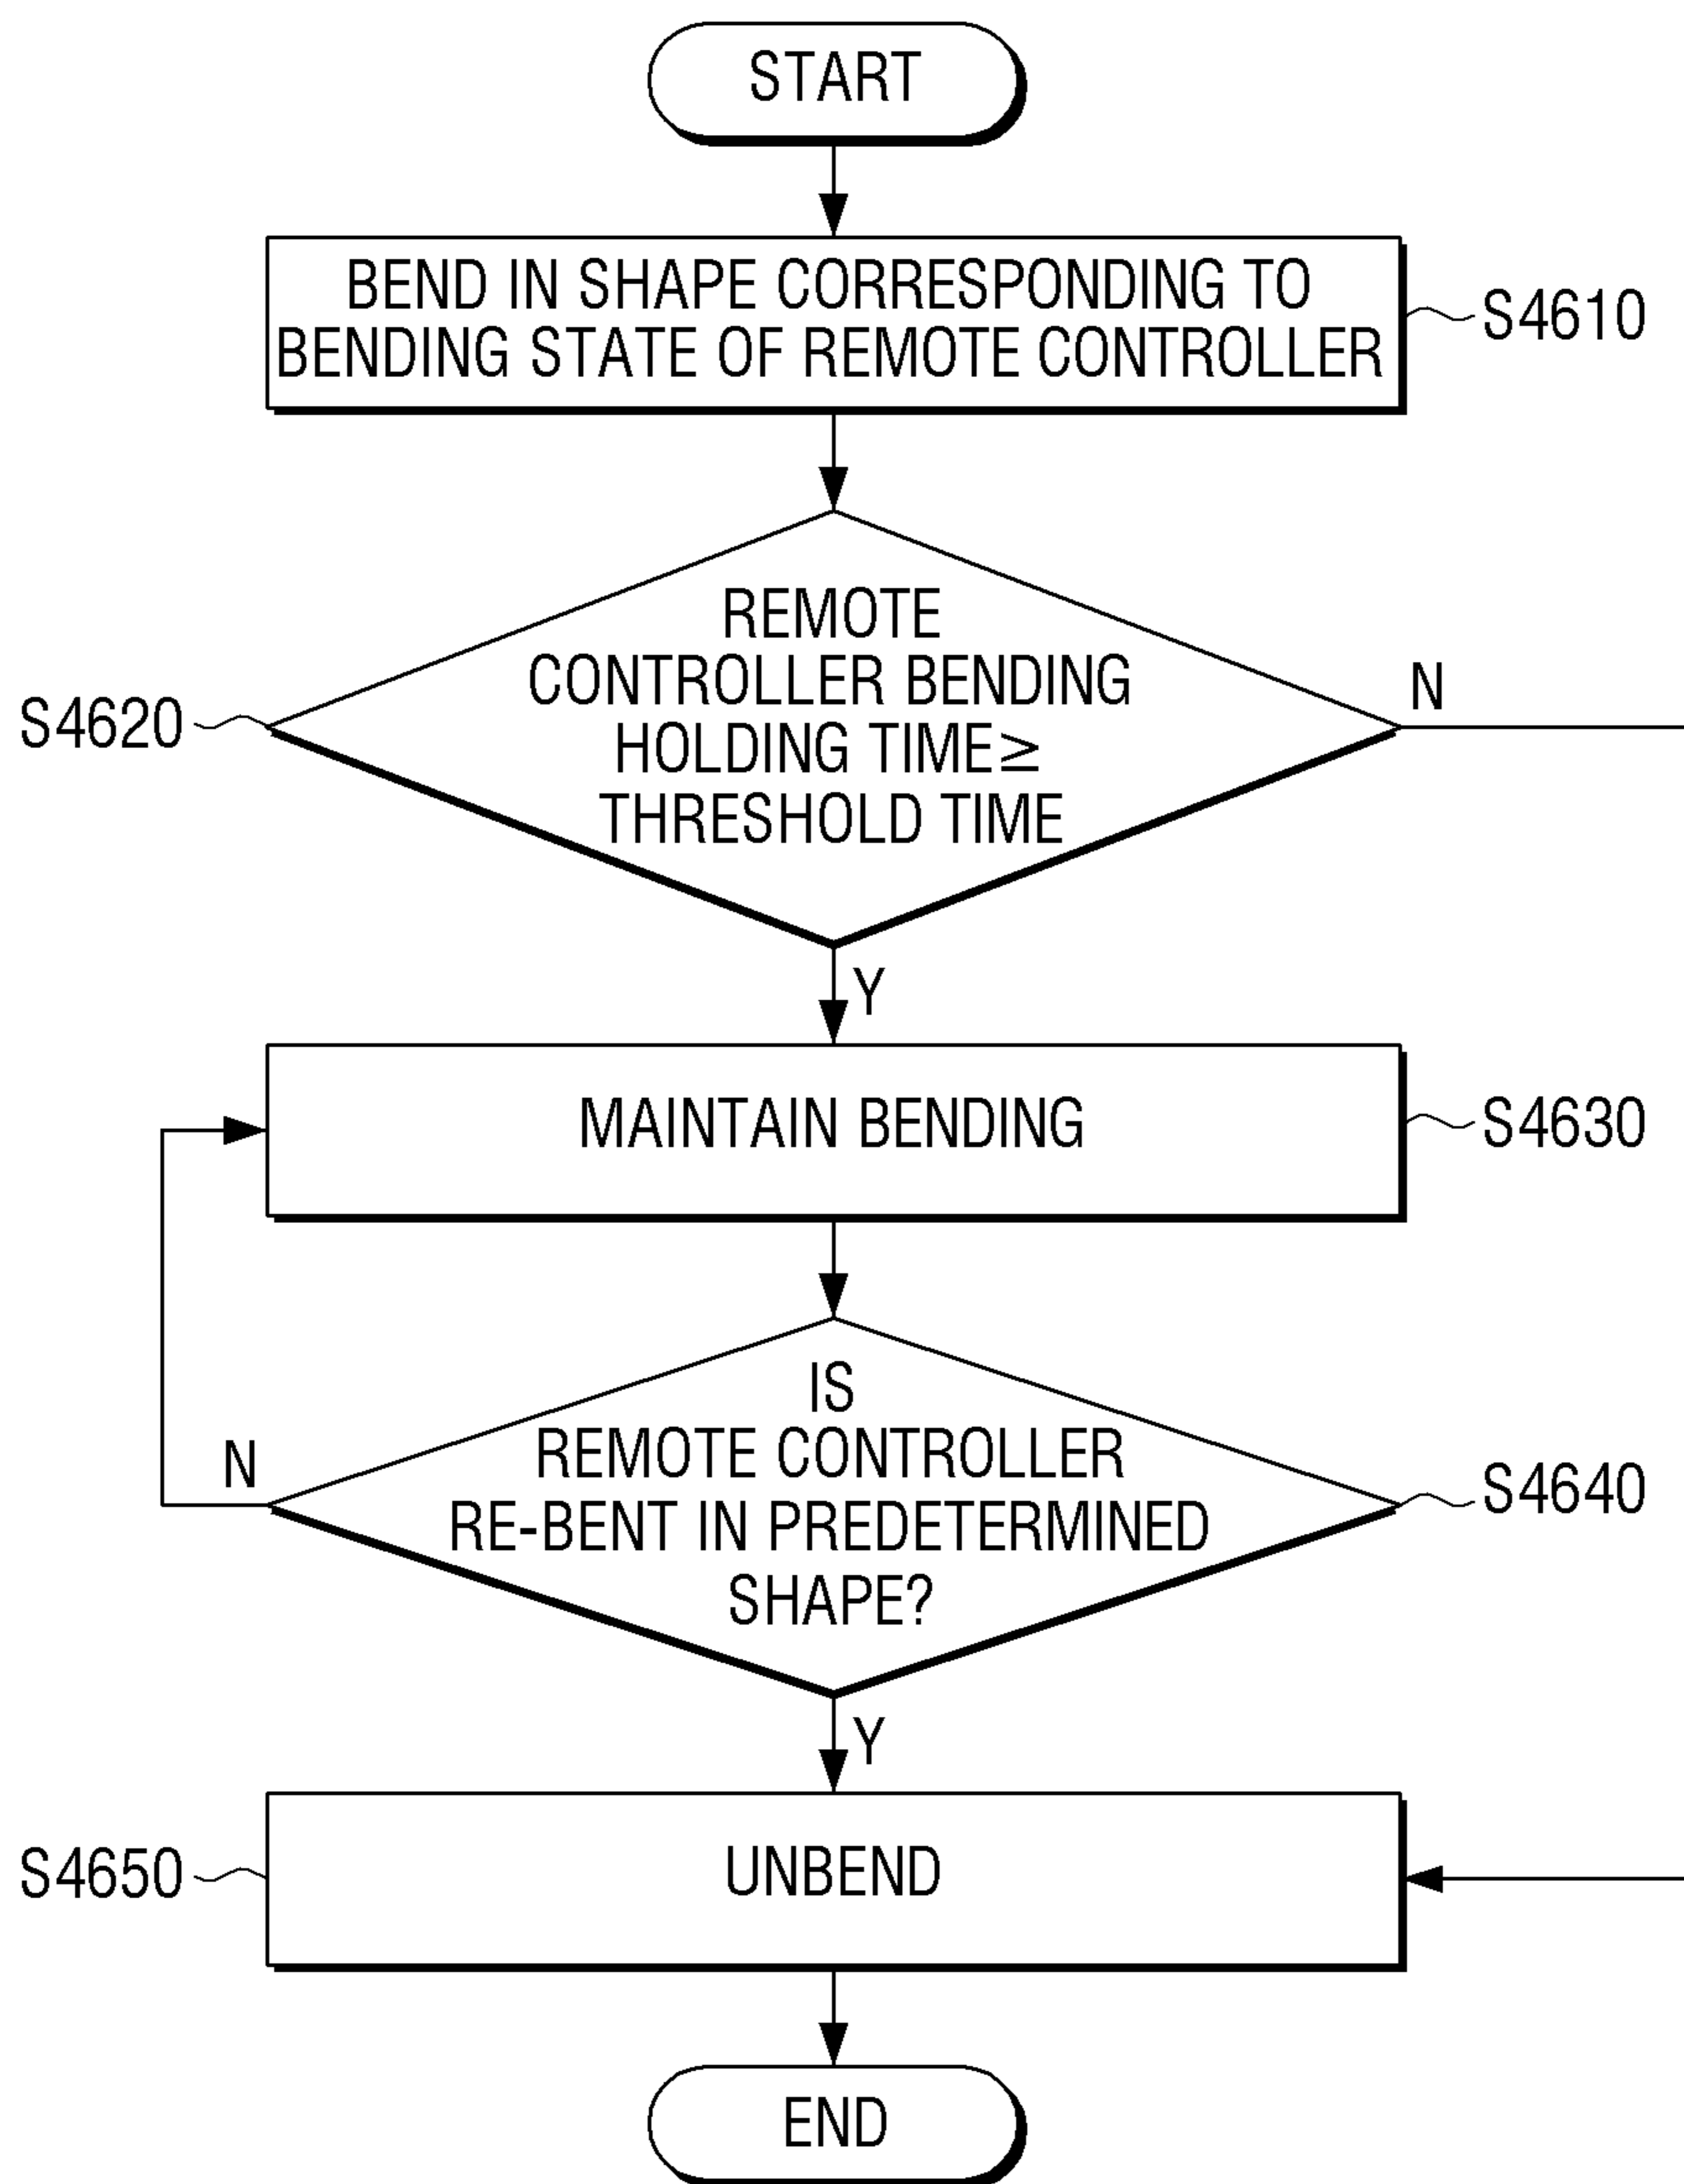 START
BEND IN SHAPE CORRESPONDING TO
BENDING STATE OF REMOTE CONTROLLER
S4610
REMOTE
CONTROLLER BENDING
HOLDING TIME≥
THRESHOLD TIME
S4620
N
Y
MAINTAIN BENDING
S4630
IS
REMOTE CONTROLLER
RE-BENT IN PREDETERMINED
SHAPE?
N
S4640
Y
UNBEND
S4650
END